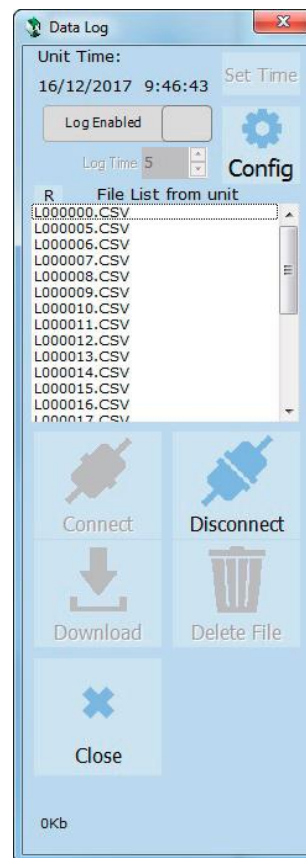 Data Log
Unit Time:
16/12/2017 9:46:43
Set Time
Log Enabled
Log Time 5
Config
R File List from unit
L000000.CSV
L000005.CSV
L000006.CSV
L000007.CSV
L000008.CSV
L000009.CSV
L000010.CSV
L000011.CSV
L000012.CSV
L000013.CSV
L000014.CSV
L000015.CSV
L000016.CSV
L000017.CSV
Connect
Disconnect
Download
Delete File
Close
0Kb